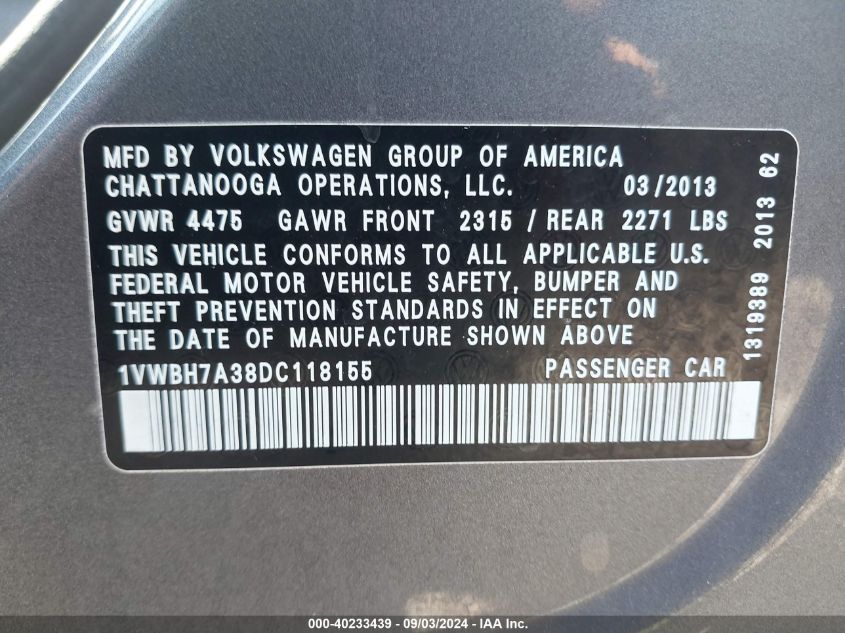 MFD BY VOLKSWAGEN GROUP OF AMERICA
CHATTANOOGA OPERATIONS, LLC. 03/2013
GVWR 4475 GAWR FRONT 2315 / REAR 2271 LBS
THIS VEHICLE CONFORMS TO ALL APPLICABLE U.S.
FEDERAL MOTOR VEHICLE SAFETY, BUMPER AND
THEFT PREVENTION STANDARDS IN EFFECT ON
THE DATE OF MANUFACTURE SHOWN ABOVE
1VWBH7A38DC118155 PASSENGER CAR
1319389 2013 62
000-40233439 - 09/03/2024 - IAA Inc.